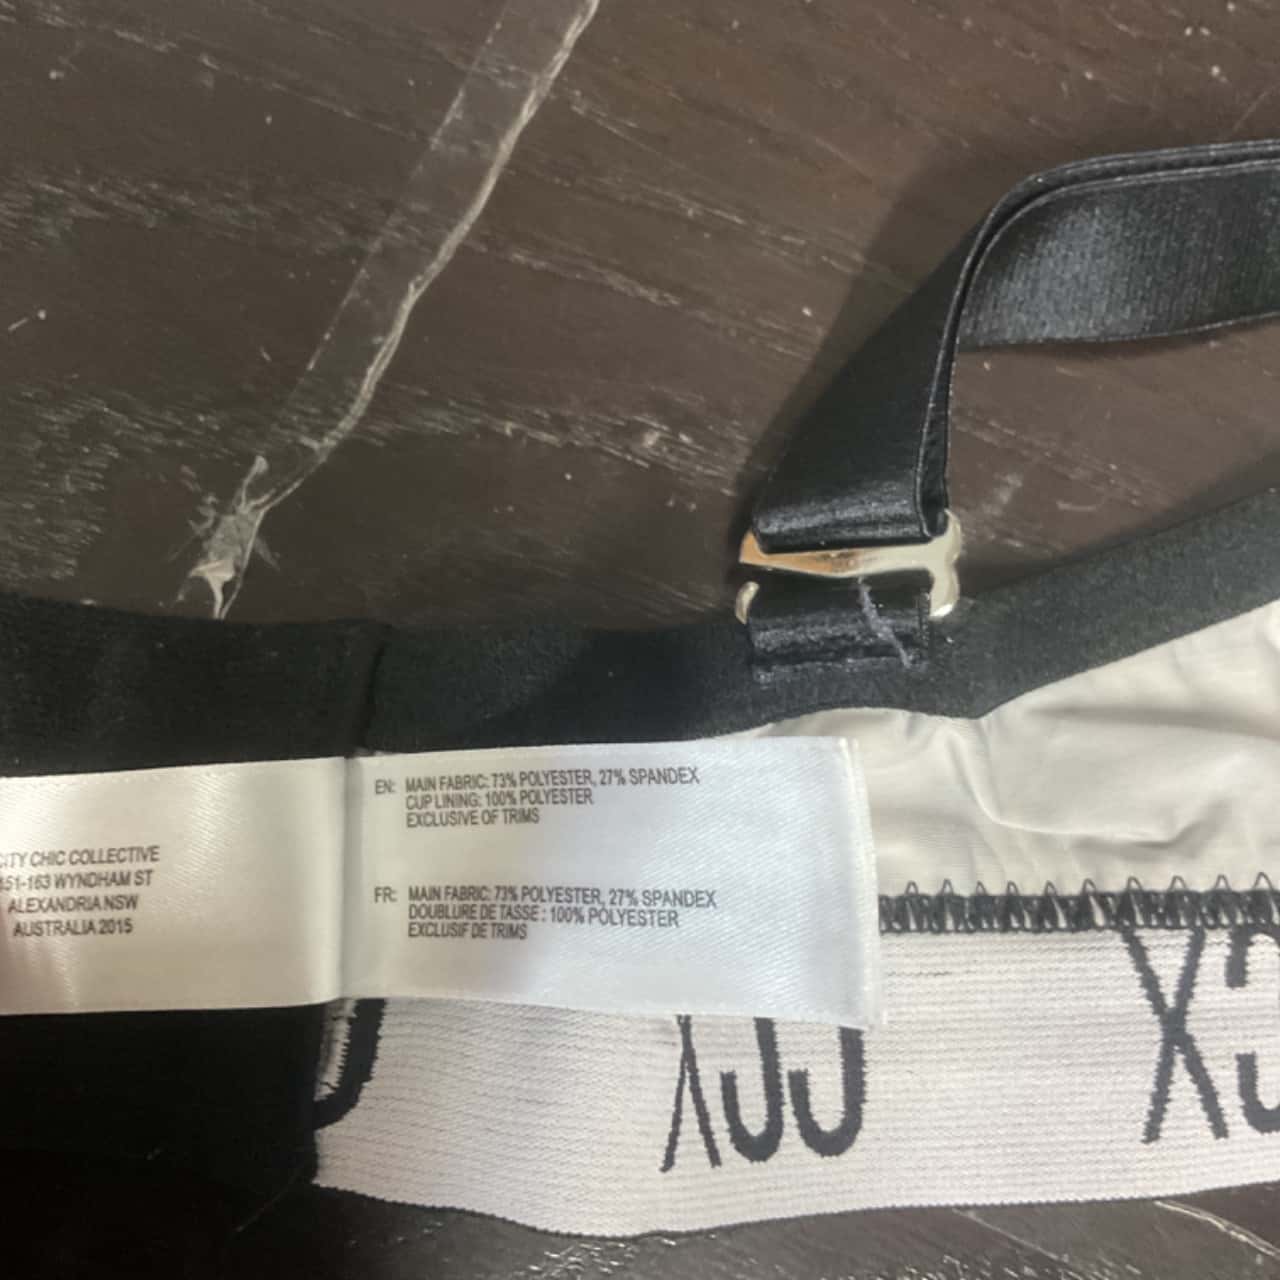 CITY CHIC COLLECTIVE
151-163 WYNDHAM ST
ALEXANDRIA NSW
AUSTRALIA 2015
EN: MAIN FABRIC: 73% POLYESTER, 27% SPANDEX
CUP LINING: 100% POLYESTER
EXCLUSIVE OF TRIMS
FR: MAIN FABRIC: 73% POLYESTER, 27% SPANDEX
DOUBLURE DE TASSE : 100% POLYESTER
EXCLUSIF DE TRIMS
CCX
CX